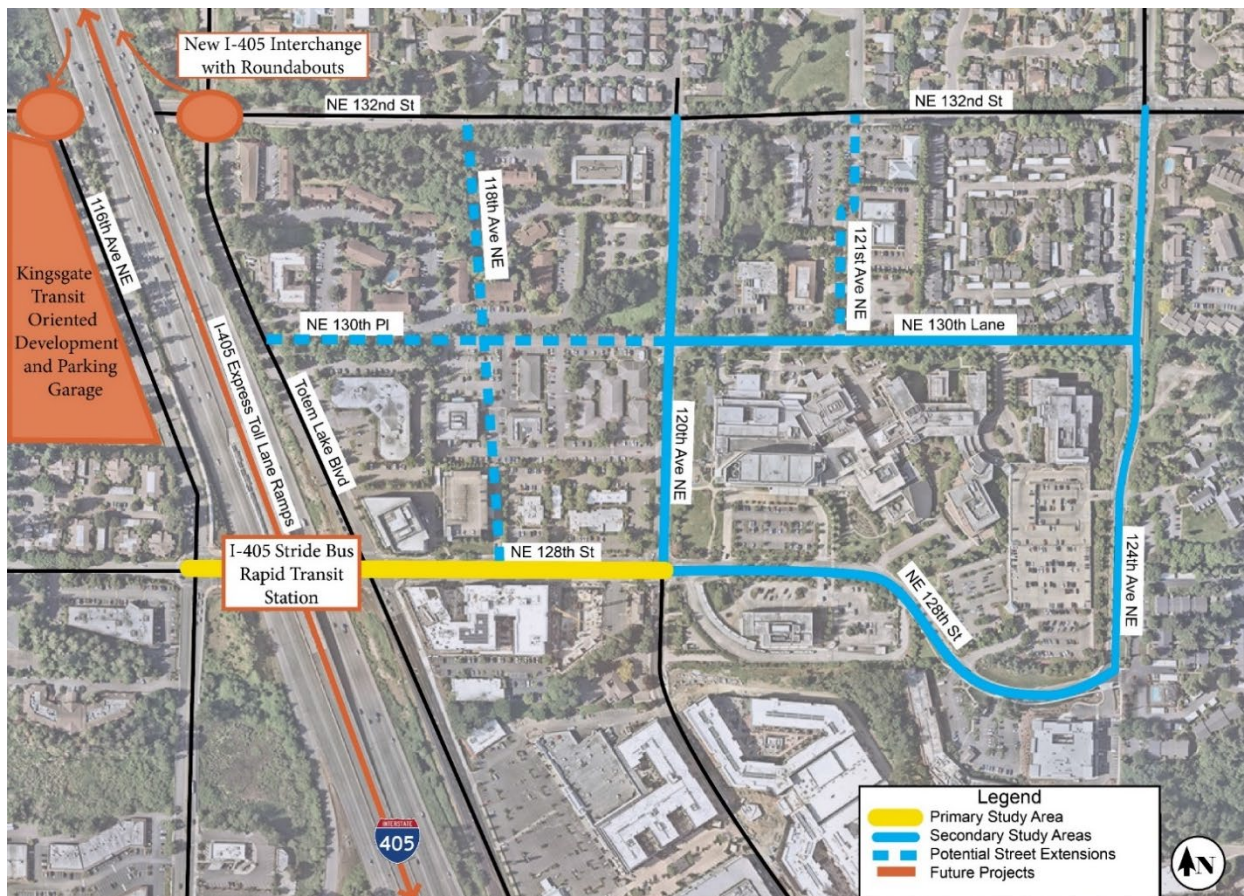 New I-405 Interchange
with Roundabouts
NE 132nd St
NE 132nd St
116th Ave NE
118th Ave NE
121st Ave NE
Kingsgate
Transit
Oriented
Development
and Parking
Garage
I-405 Express Toll Lane Ramps
Totem Lake Blvd
NE 130th Pl
NE 130th Lane
120th Ave NE
124th Ave NE
I-405 Stride Bus
Rapid Transit
Station
NE 128th St
NE 128th St
INTERSTATE
405
Legend
Primary Study Area
Secondary Study Areas
Potential Street Extensions
Future Projects
N